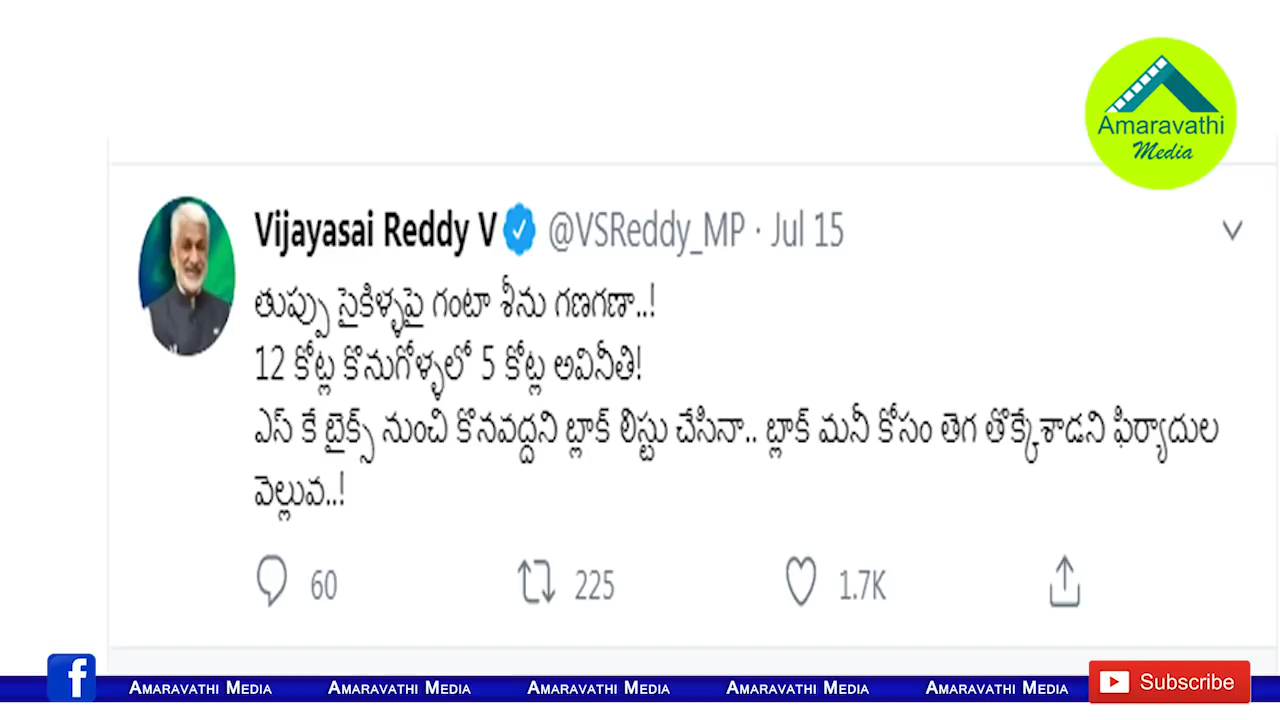 Amaravathi
Media
Vijayasai Reddy V @VSReddy_MP · Jul 15
తుప్పు సైకిళ్ళపై గంటా శీను గణగణా..!
12 కోట్ల కొనుగోళ్ళలో 5 కోట్ల అవినీతి!
ఎస్ కే బైక్స్ నుంచి కొనవద్దని బ్లాక్ లిస్టు చేసినా.. బ్లాక్ మనీ కోసం తెగ తొక్కేశాడని ఫిర్యాదుల
వెల్లువ..!
60 225 1.7K
f Amaravathi Media Amaravathi Media Amaravathi Media Amaravathi Media Amaravathi Media Subscribe